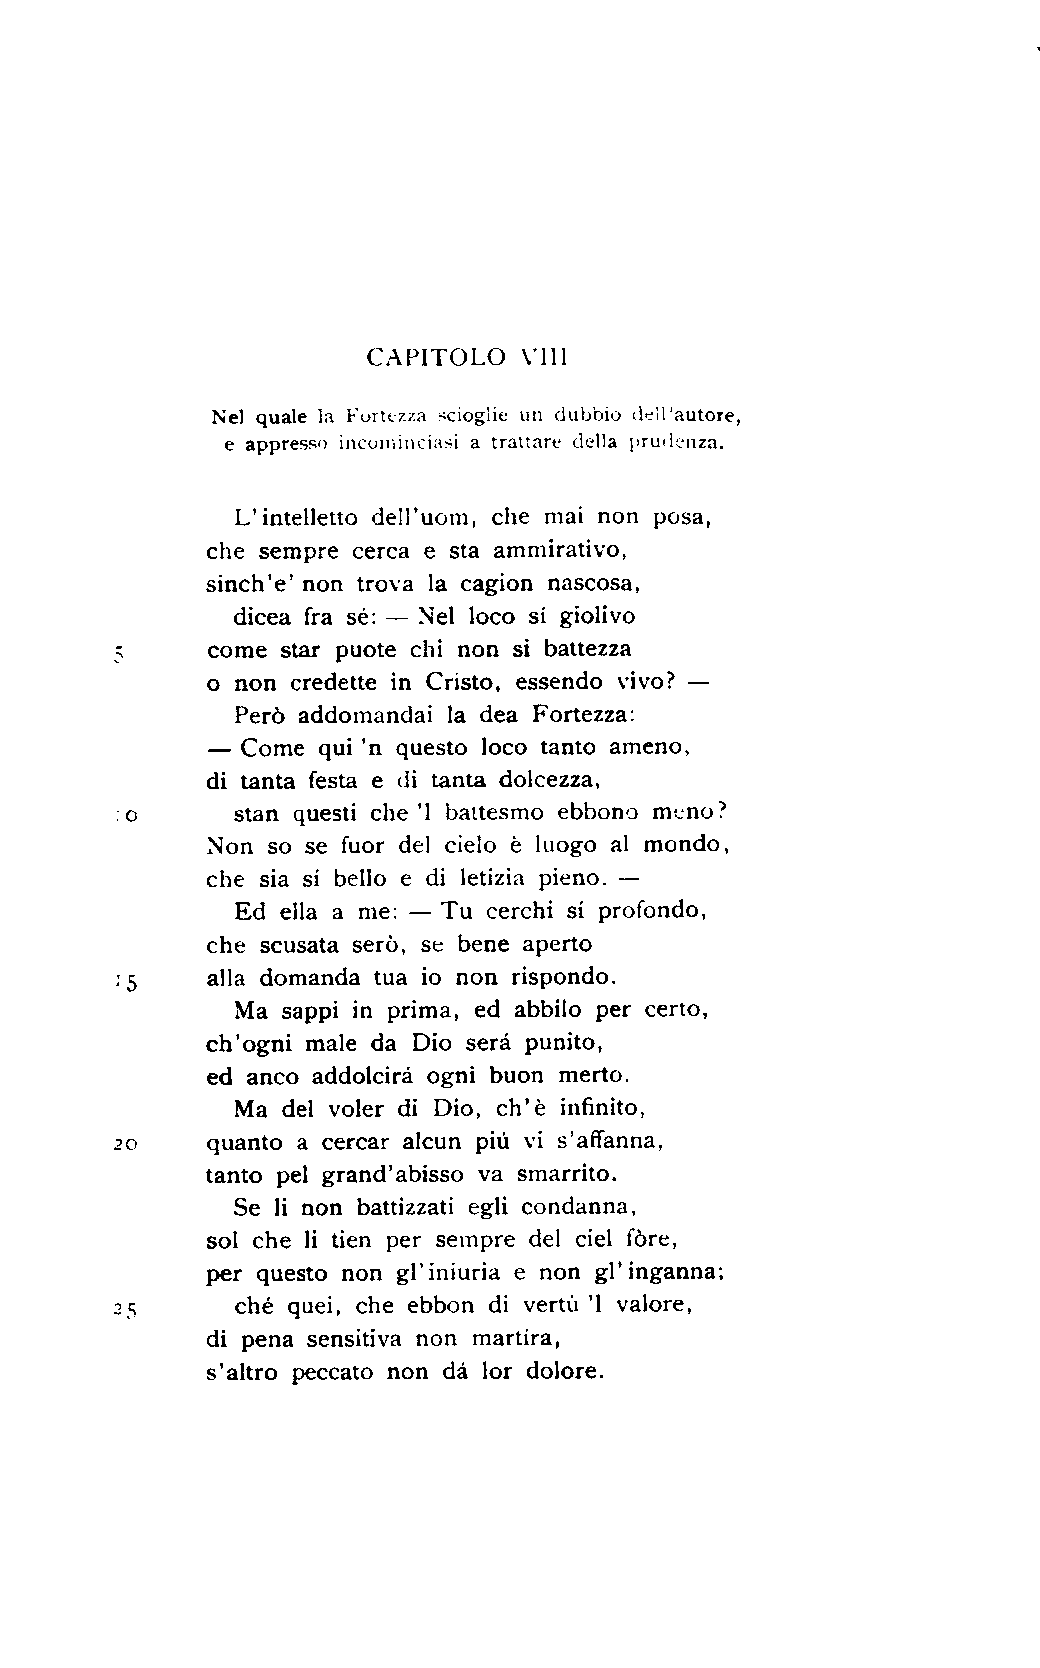 CAPITOLO VIII
Nel quale la Fortezza scioglie un dubbio dell'autore,
e appresso incominciasi a trattare della prudenza.
L'intelletto dell'uom, che mai non posa,
che sempre cerca e sta ammirativo,
sinch'e' non trova la cagion nascosa,
dicea fra sé: — Nel loco sí giolivo
5 come star puote chi non si battezza
o non credette in Cristo, essendo vivo? —
Però addomandai la dea Fortezza:
— Come qui 'n questo loco tanto ameno,
di tanta festa e di tanta dolcezza,
10 stan questi che 'l battesmo ebbono meno?
Non so se fuor del cielo è luogo al mondo,
che sia sí bello e di letizia pieno. —
Ed ella a me: — Tu cerchi sí profondo,
che scusata serò, se bene aperto
15 alla domanda tua io non rispondo.
Ma sappi in prima, ed abbilo per certo,
ch'ogni male da Dio será punito,
ed anco addolcirá ogni buon merto.
Ma del voler di Dio, ch'è infinito,
20 quanto a cercar alcun piú vi s'affanna,
tanto pel grand'abisso va smarrito.
Se li non battizzati egli condanna,
sol che li tien per sempre del ciel fòre,
per questo non gl'iniuria e non gl'inganna;
25 ché quei, che ebbon di vertú 'l valore,
di pena sensitiva non martira,
s'altro peccato non dá lor dolore.